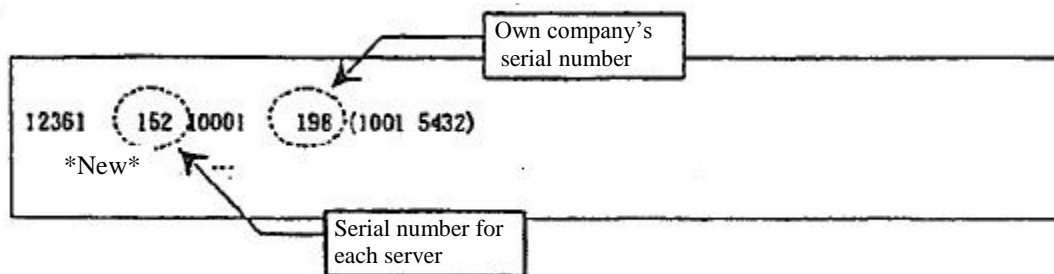 Own company's
serial number
12361 152 10001 198 (1001 5432)
*New*
Serial number for
each server